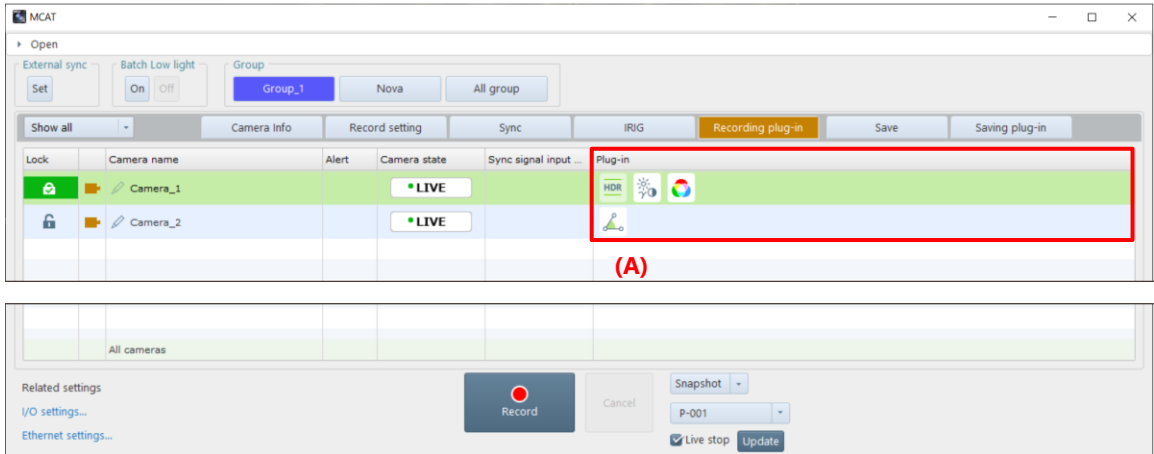 MCAT
Open
External sync Batch Low light Group
Set On Off Group_1 Nova All group
Show all Camera Info Record setting Sync IRIG Recording plug-in Save Saving plug-in
Lock Camera name Alert Camera state Sync signal input ... Plug-in
Camera_1 LIVE HDR
Camera_2 LIVE
(A)
All cameras
Related settings
I/O settings...
Ethernet settings...
Record
Cancel
Snapshot
P-001
Live stop Update